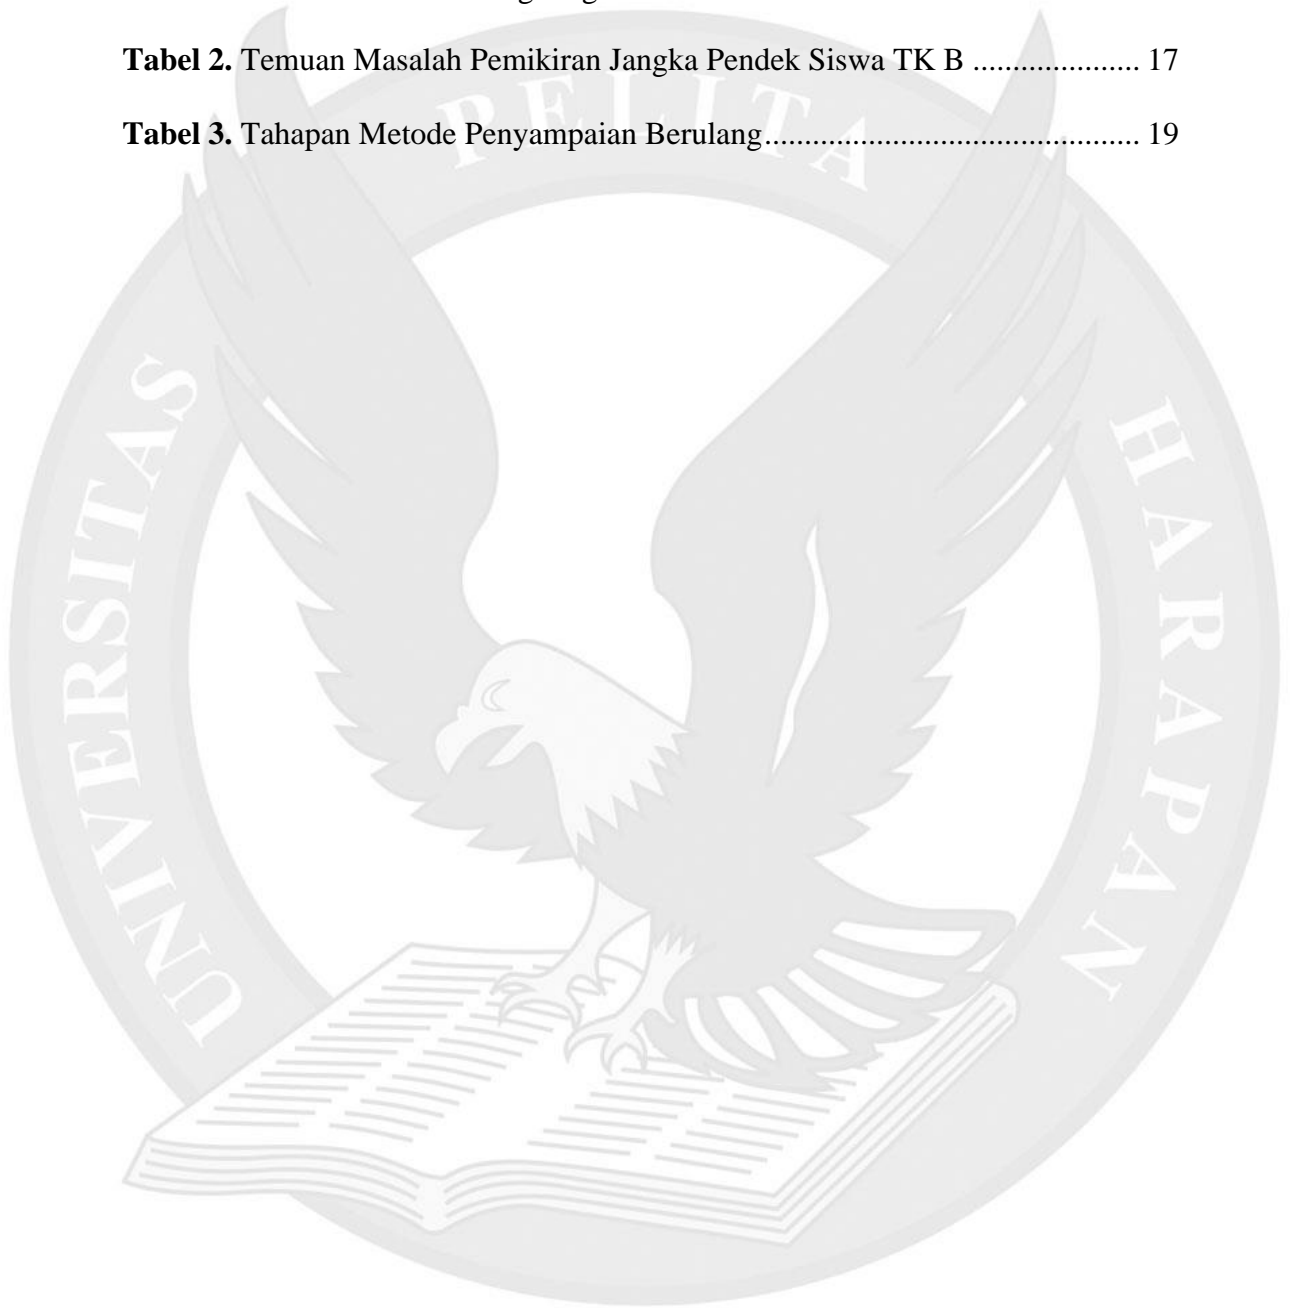 Tabel 2. Temuan Masalah Pemikiran Jangka Pendek Siswa TK B ..................... 17
Tabel 3. Tahapan Metode Penyampaian Berulang............................................... 19
UNIVERSITAS PELITA HARAPAN